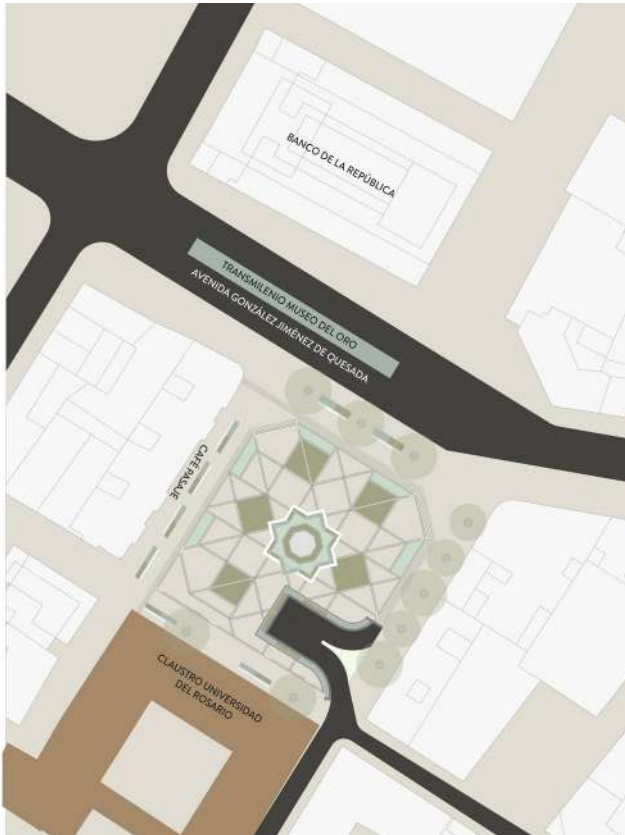 BANCO DE LA REPÚBLICA
TRANSMILENIO MUSEO DEL ORO
AVENIDA GONZÁLEZ JIMÉNEZ DE QUESADA
CAFÉ PASAJE
CLAUSTRO UNIVERSIDAD
DEL ROSARIO